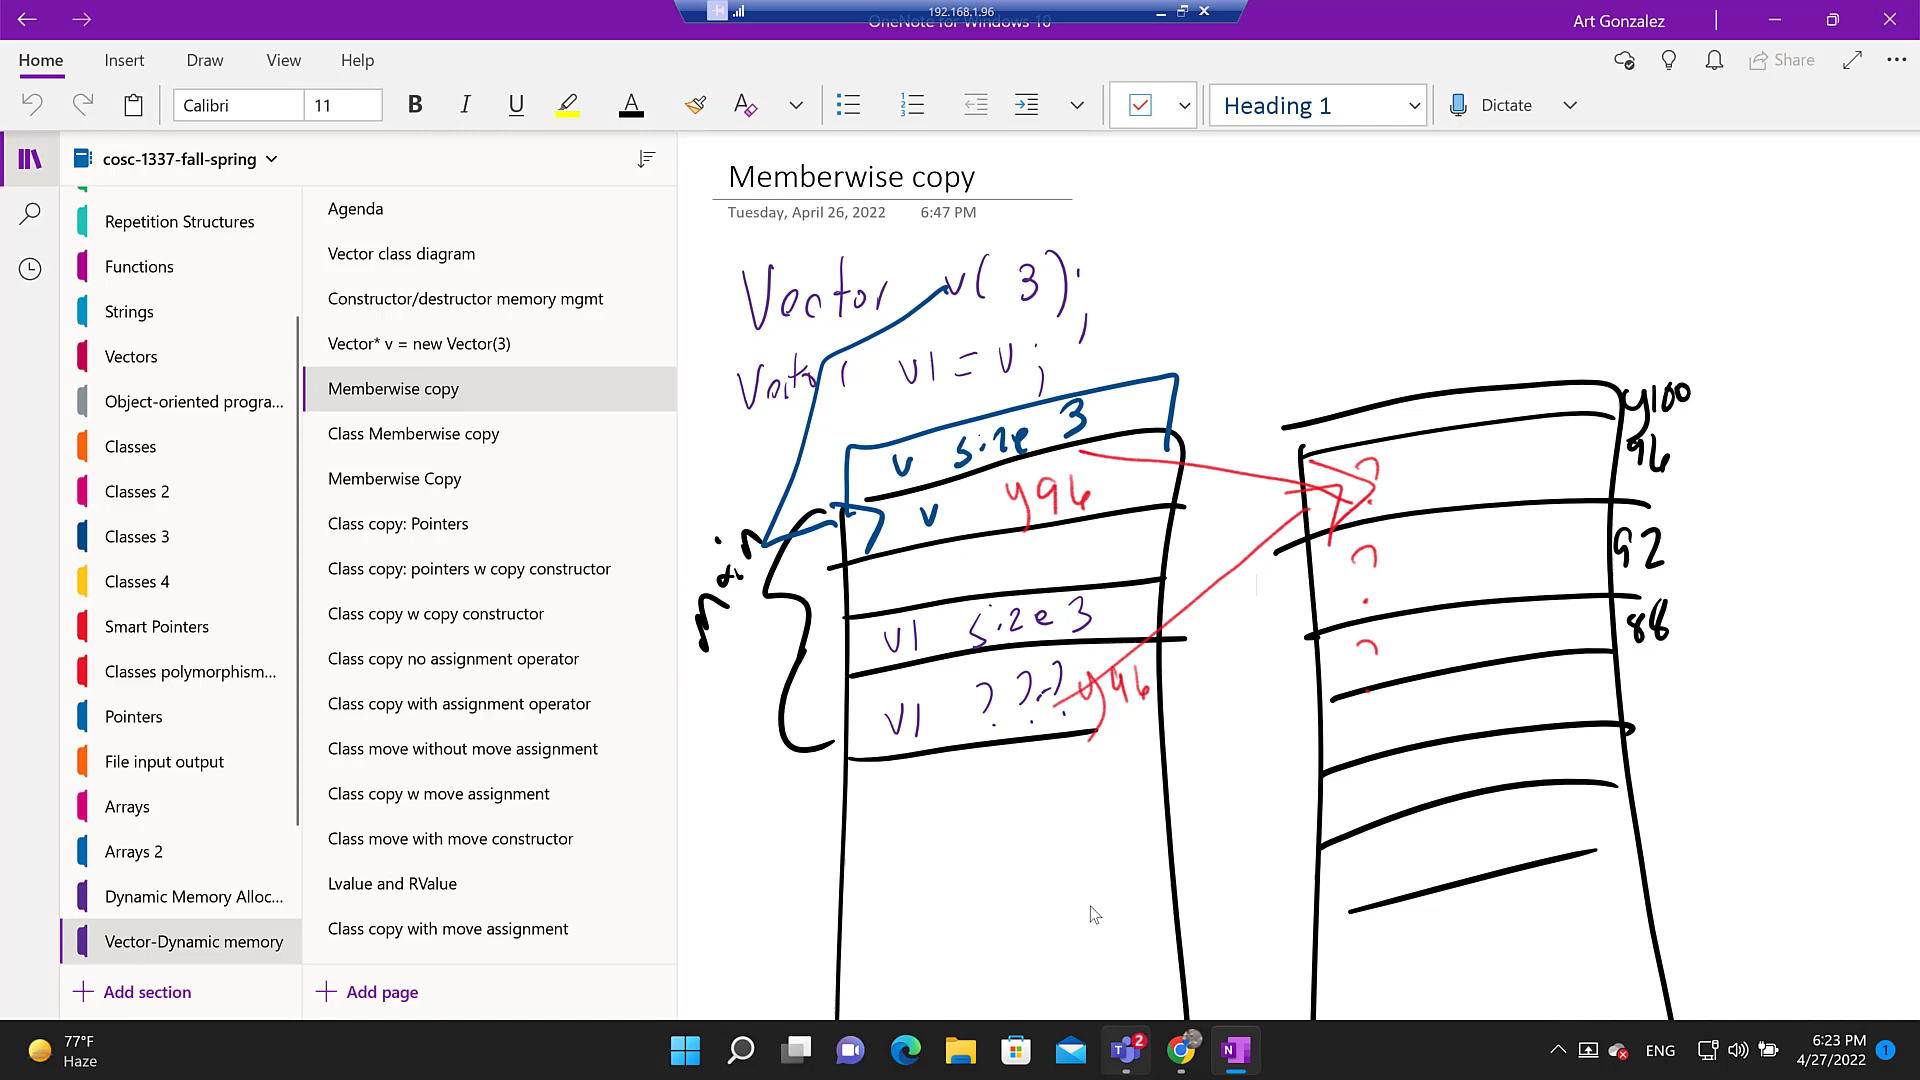 192.168.1.96
OneNote for Windows 10
Art Gonzalez
Home Insert Draw View Help
Share
Calibri 11 B I U A
Heading 1
Dictate
cosc-1337-fall-spring
Repetition Structures
Functions
Strings
Vectors
Object-oriented progra...
Classes
Classes 2
Classes 3
Classes 4
Smart Pointers
Classes polymorphism...
Pointers
File input output
Arrays
Arrays 2
Dynamic Memory Alloc...
Vector-Dynamic memory
Add section
Agenda
Vector class diagram
Constructor/destructor memory mgmt
Vector* v = new Vector(3)
Memberwise copy
Class Memberwise copy
Memberwise Copy
Class copy: Pointers
Class copy: pointers w copy constructor
Class copy w copy constructor
Class copy no assignment operator
Class copy with assignment operator
Class move without move assignment
Class copy w move assignment
Class move with move constructor
Lvalue and RValue
Class copy with move assignment
Add page
Memberwise copy
Tuesday, April 26, 2022 6:47 PM
Vector v( 3);
Vector v1 = v;
v size 3
v y96
main
v1 size 3
v1 ? ? ? y96
y100
96
92
88
?
?
?
77°F
Haze
2
ENG
6:23 PM
4/27/2022
1